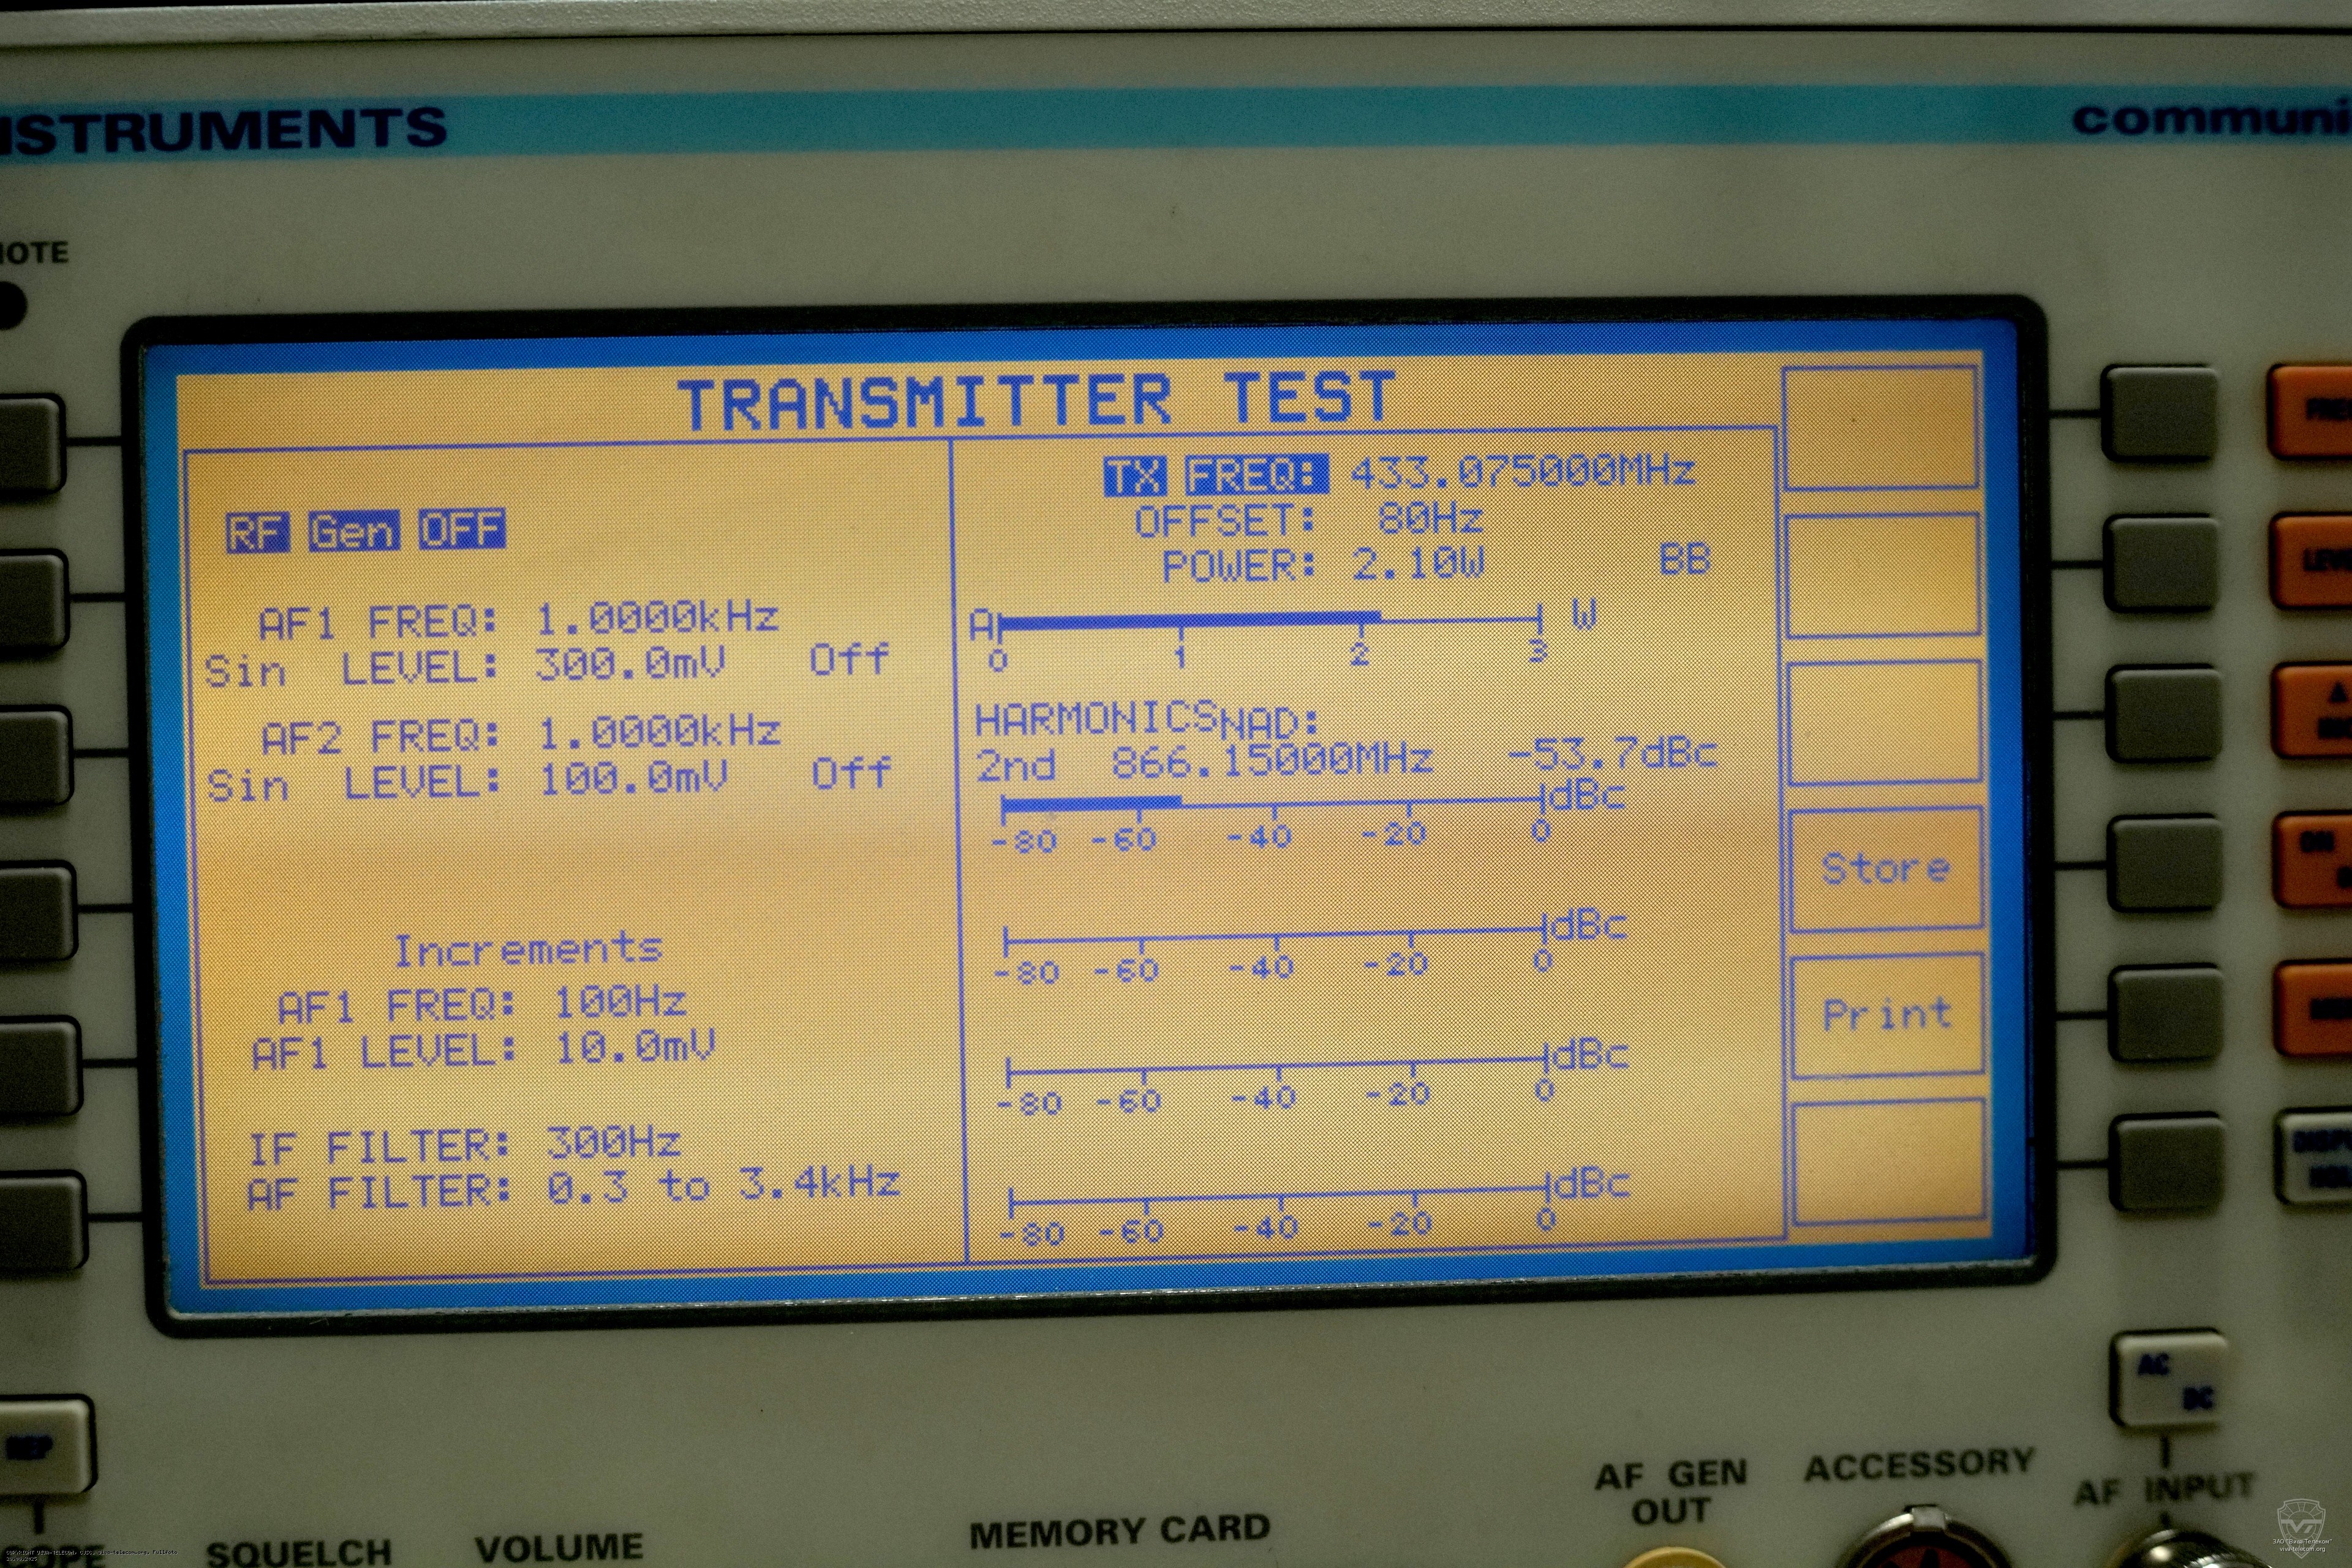 INSTRUMENTS
communi
NOTE
TRANSMITTER TEST
RF Gen OFF
AF1 FREQ: 1.0000kHz
Sin LEVEL: 300.0mV Off
AF2 FREQ: 1.0000kHz
Sin LEVEL: 100.0mV Off
Increments
AF1 FREQ: 100Hz
AF1 LEVEL: 10.0mV
IF FILTER: 300Hz
AF FILTER: 0.3 to 3.4kHz
TX FREQ: 433.075000MHz
OFFSET: 80Hz
POWER: 2.10W BB
A W
0 1 2 3
HARMONICSNAD:
2nd 866.15000MHz -53.7dBc
dBc
-80 -60 -40 -20 0
dBc
-80 -60 -40 -20 0
dBc
-80 -60 -40 -20 0
dBc
-80 -60 -40 -20 0
Store
Print
AC
DC
SQUELCH
VOLUME
MEMORY CARD
AF GEN
OUT
ACCESSORY
AF INPUT